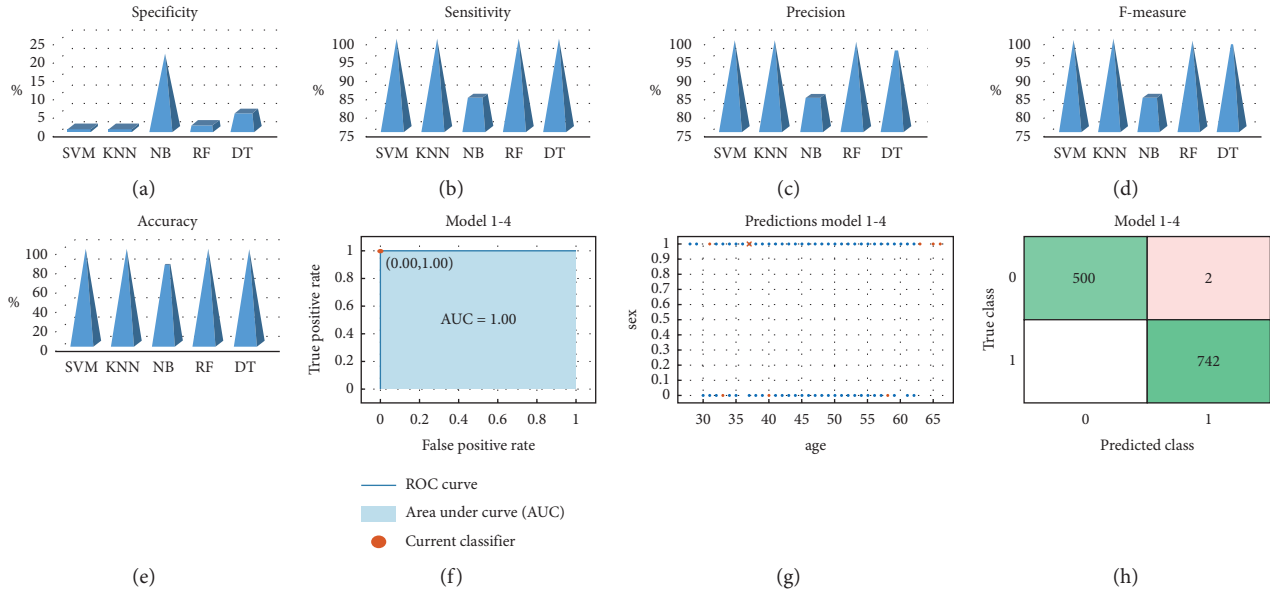 Specificity
25
20
15
10
5
0
%
SVM KNN NB RF DT
(a)
Sensitivity
100
95
90
85
80
75
%
SVM KNN NB RF DT
(b)
Precision
100
95
90
85
80
75
%
SVM KNN NB RF DT
(c)
F-measure
100
95
90
85
80
75
%
SVM KNN NB RF DT
(d)
Accuracy
100
80
60
40
20
0
%
SVM KNN NB RF DT
(e)
Model 1-4
1
0.8
0.6
0.4
0.2
0
True positive rate
(0.00,1.00)
AUC = 1.00
0 0.2 0.4 0.6 0.8 1
False positive rate
ROC curve
Area under curve (AUC)
Current classifier
(f)
Predictions model 1-4
1
0.9
0.8
0.7
0.6
0.5
0.4
0.3
0.2
0.1
0
sex
30 35 40 45 50 55 60 65
age
(g)
Model 1-4
True class
0
500 2
1
742
0 1
Predicted class
(h)